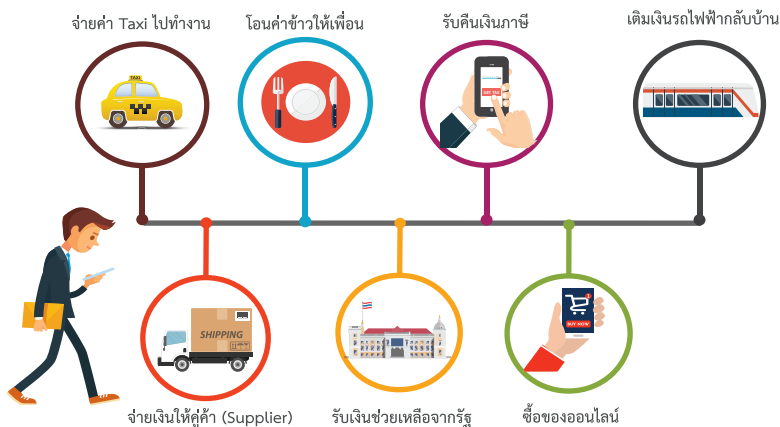 จ่ายค่า Taxi ไปทำงาน
โอนค่าข้าวให้เพื่อน
รับคืนเงินภาษี
เติมเงินรถไฟฟ้ากลับบ้าน
TAXI
GET TAX
SHIPPING
BUY NOW
จ่ายเงินให้คู่ค้า (Supplier)
รับเงินช่วยเหลือจากรัฐ
ซื้อของออนไลน์